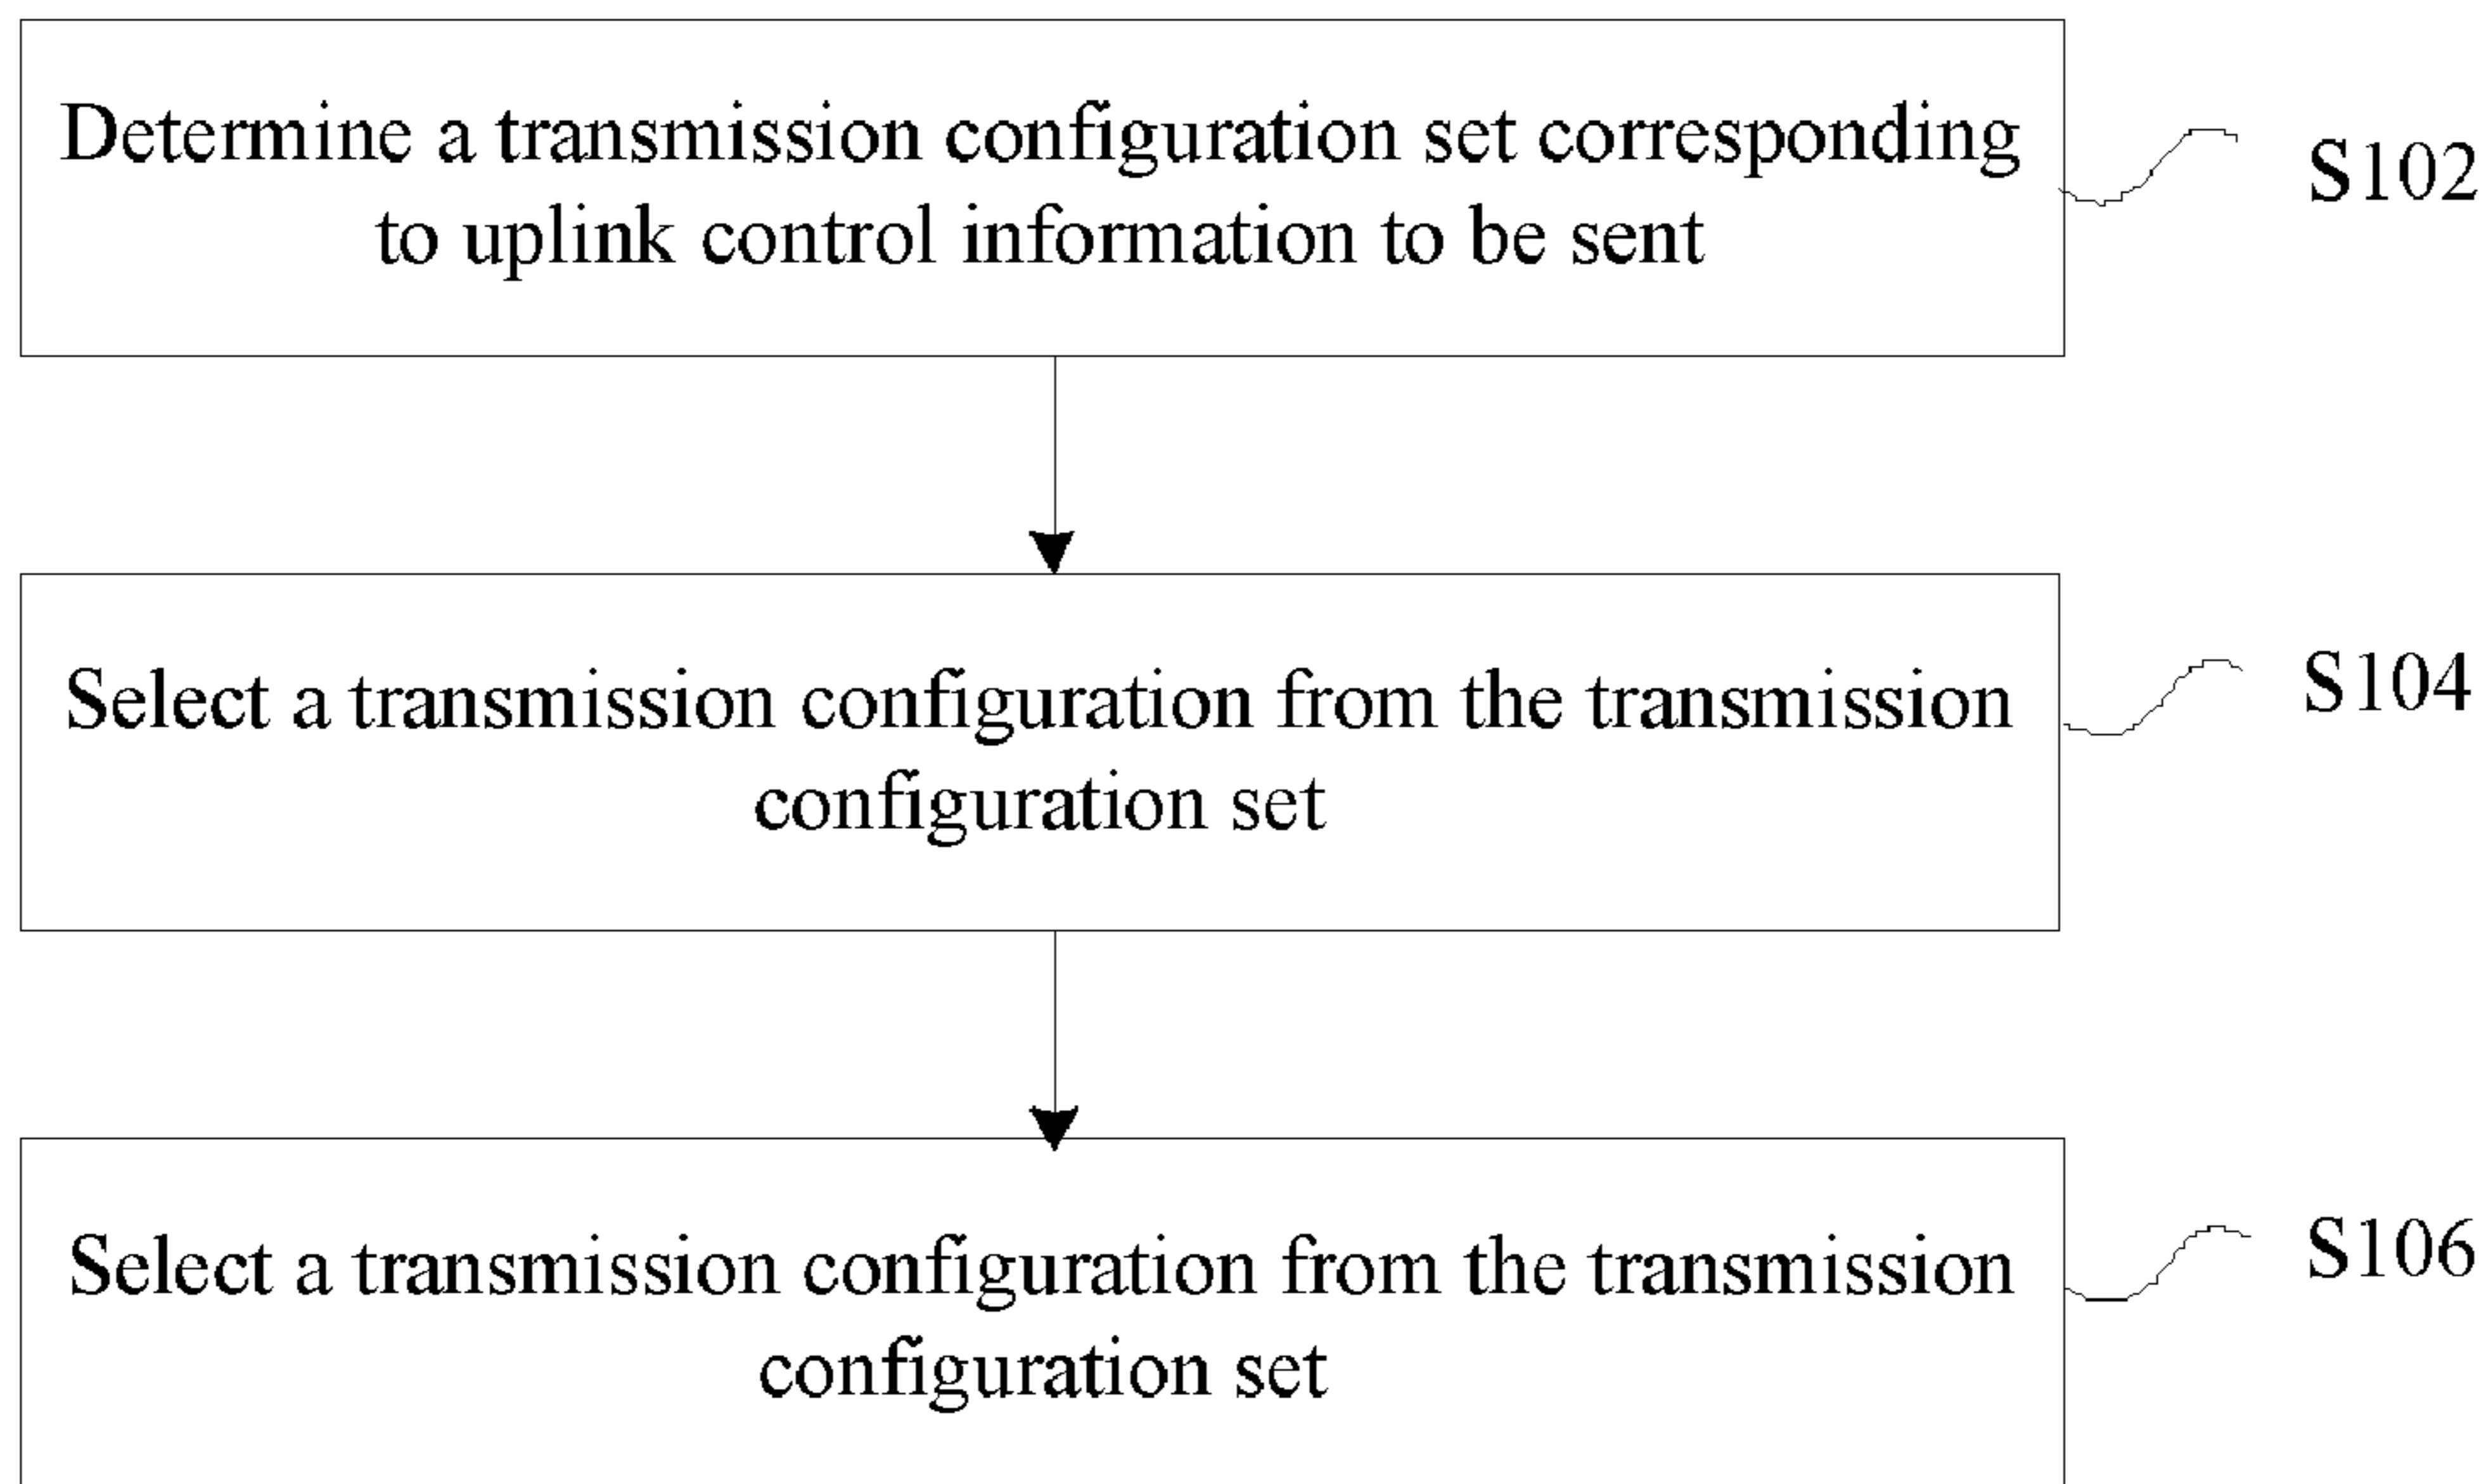 Determine a transmission configuration set corresponding
to uplink control information to be sent
S102
Select a transmission configuration from the transmission
configuration set
S104
Select a transmission configuration from the transmission
configuration set
S106